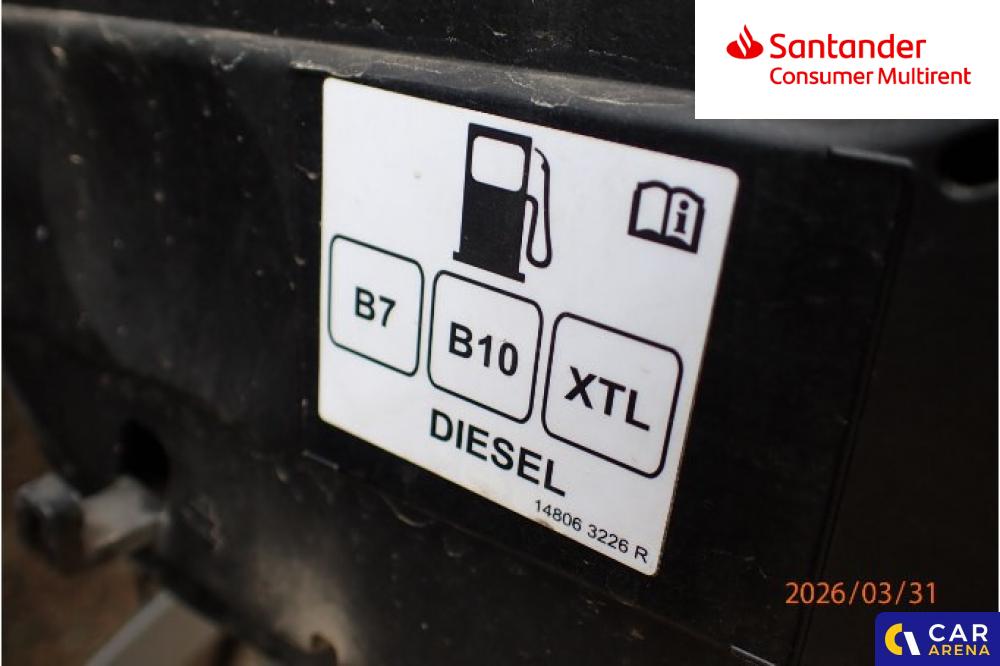 Santander
Consumer Multirent
i
B7
B10
XTL
DIESEL
14806 3226 R
2026/03/31
CAR
ARENA